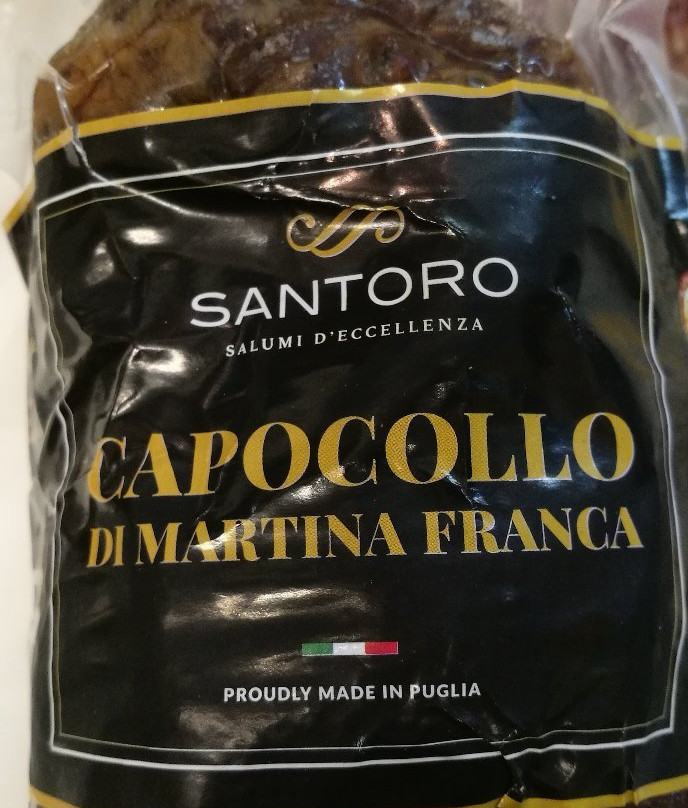 SANTORO
SALUMI D'ECCELLENZA
CAPOCOLLO
DI MARTINA FRANCA
PROUDLY MADE IN PUGLIA